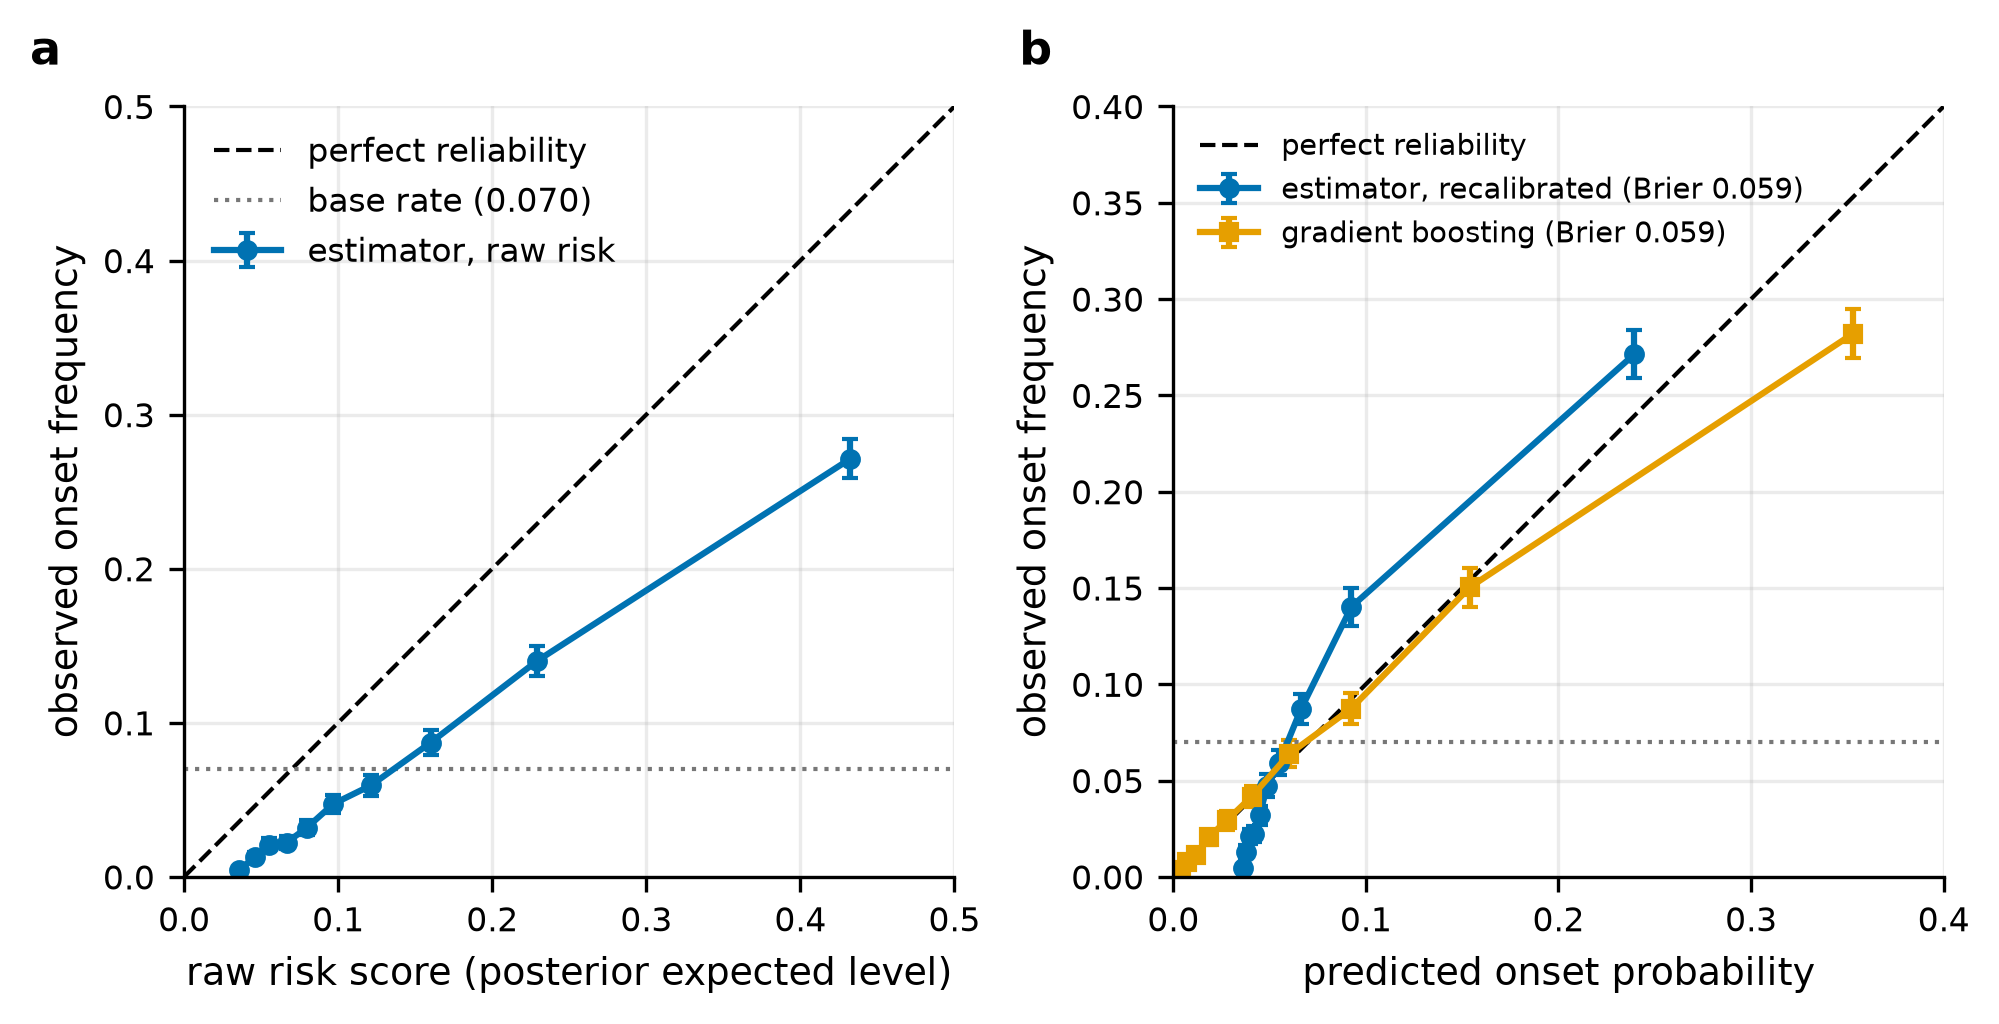 a
0.5
0.4
0.3
0.2
0.1
0.0
observed onset frequency
perfect reliability
base rate (0.070)
estimator, raw risk
0.0 0.1 0.2 0.3 0.4 0.5
raw risk score (posterior expected level)
b
0.40
0.35
0.30
0.25
0.20
0.15
0.10
0.05
0.00
observed onset frequency
perfect reliability
estimator, recalibrated (Brier 0.059)
gradient boosting (Brier 0.059)
0.0 0.1 0.2 0.3 0.4
predicted onset probability